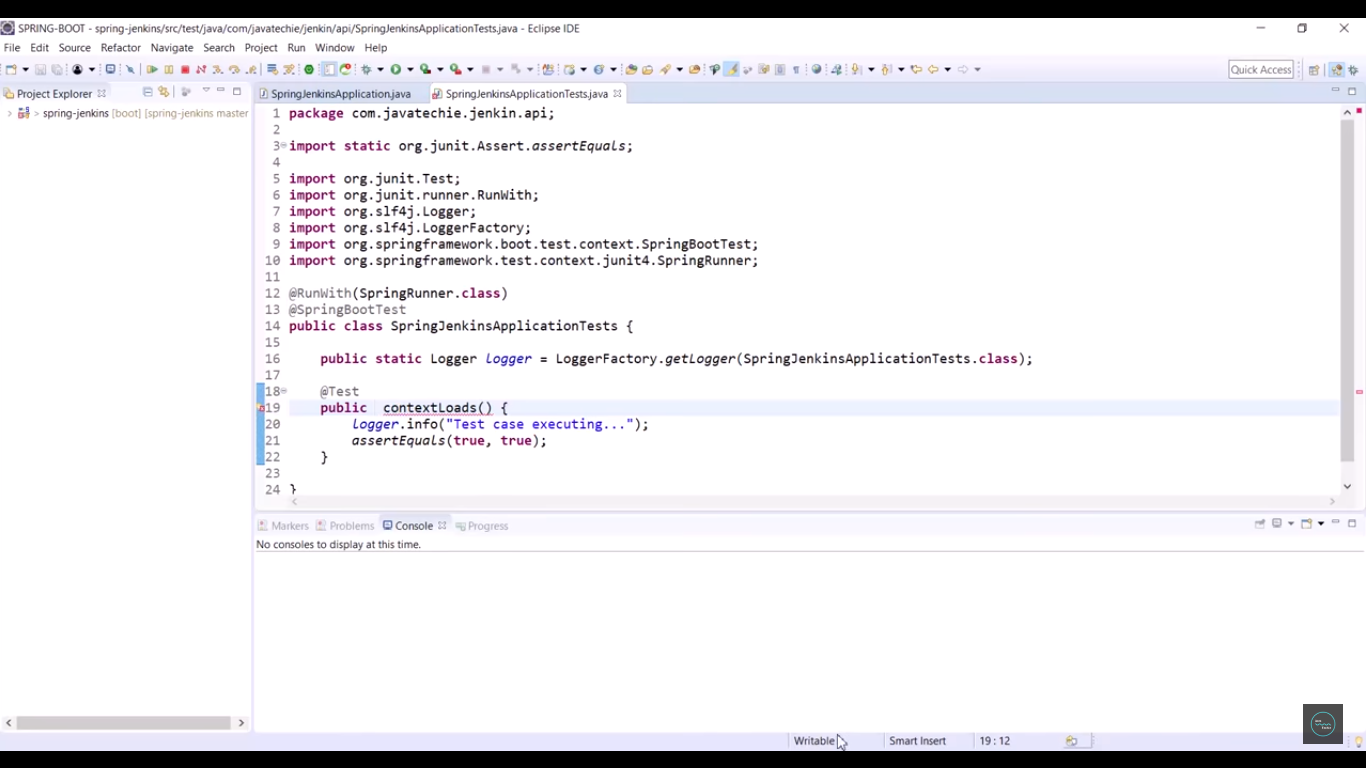 SPRING-BOOT - spring-jenkins/src/test/java/com/javatechie/jenkin/api/SpringJenkinsApplicationTests.java - Eclipse IDE
File Edit Source Refactor Navigate Search Project Run Window Help
Quick Access
Project Explorer
SpringJenkinsApplication.java
SpringJenkinsApplicationTests.java
spring-jenkins [boot] [spring-jenkins master
1 package com.javatechie.jenkin.api;
2
3 import static org.junit.Assert.assertEquals;
4
5 import org.junit.Test;
6 import org.junit.runner.RunWith;
7 import org.slf4j.Logger;
8 import org.slf4j.LoggerFactory;
9 import org.springframework.boot.test.context.SpringBootTest;
10 import org.springframework.test.context.junit4.SpringRunner;
11
12 @RunWith(SpringRunner.class)
13 @SpringBootTest
14 public class SpringJenkinsApplicationTests {
15
16 public static Logger logger = LoggerFactory.getLogger(SpringJenkinsApplicationTests.class);
17
18 @Test
19 public  contextLoads() {
20 logger.info("Test case executing...");
21 assertEquals(true, true);
22 }
23
24 }
Markers Problems Console Progress
No consoles to display at this time.
Writable Smart Insert 19 : 12